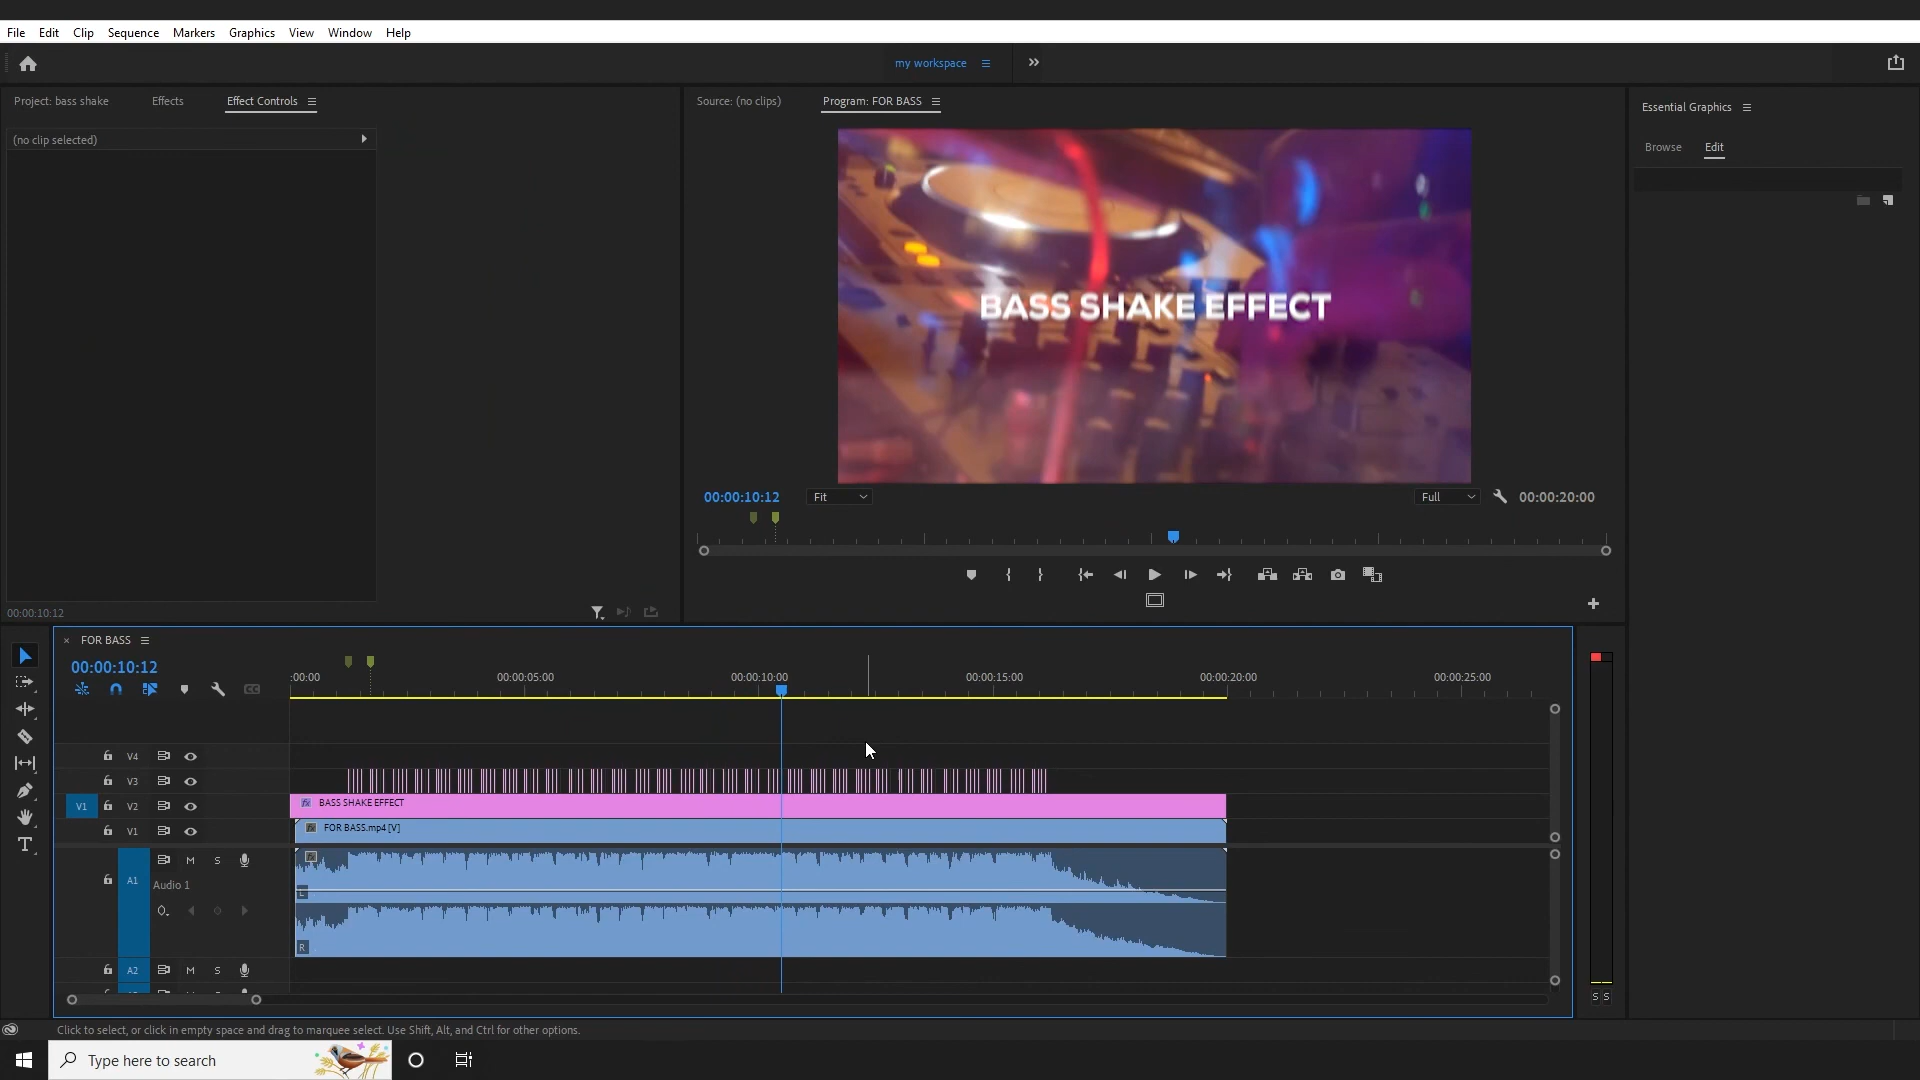 File Edit Clip Sequence Markers Graphics View Window Help
my workspace
Project: bass shake Effects Effect Controls
Source: (no clips) Program: FOR BASS
Essential Graphics
(no clip selected)
Browse Edit
BASS SHAKE EFFECT
00:00:10:12 Fit Full 00:00:20:00
00:00:10:12
FOR BASS
00:00:10:12
:00:00 00:00:05:00 00:00:10:00 00:00:15:00 00:00:20:00 00:00:25:00
V4
V3
V1 V2 BASS SHAKE EFFECT
V1 FOR BASS.mp4 [V]
M S
A1 Audio 1
L
R
A2 M S
S S
Click to select, or click in empty space and drag to marquee select. Use Shift, Alt, and Ctrl for other options.
Type here to search